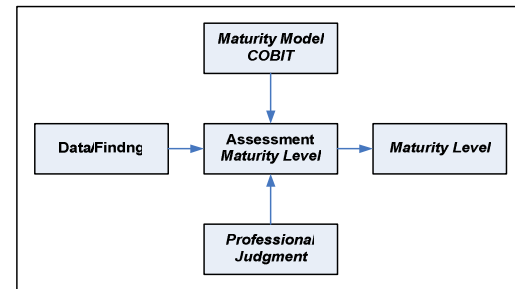 Maturity Model
COBIT
Data/Findng
Assessment
Maturity Level
Maturity Level
Professional
Judgment